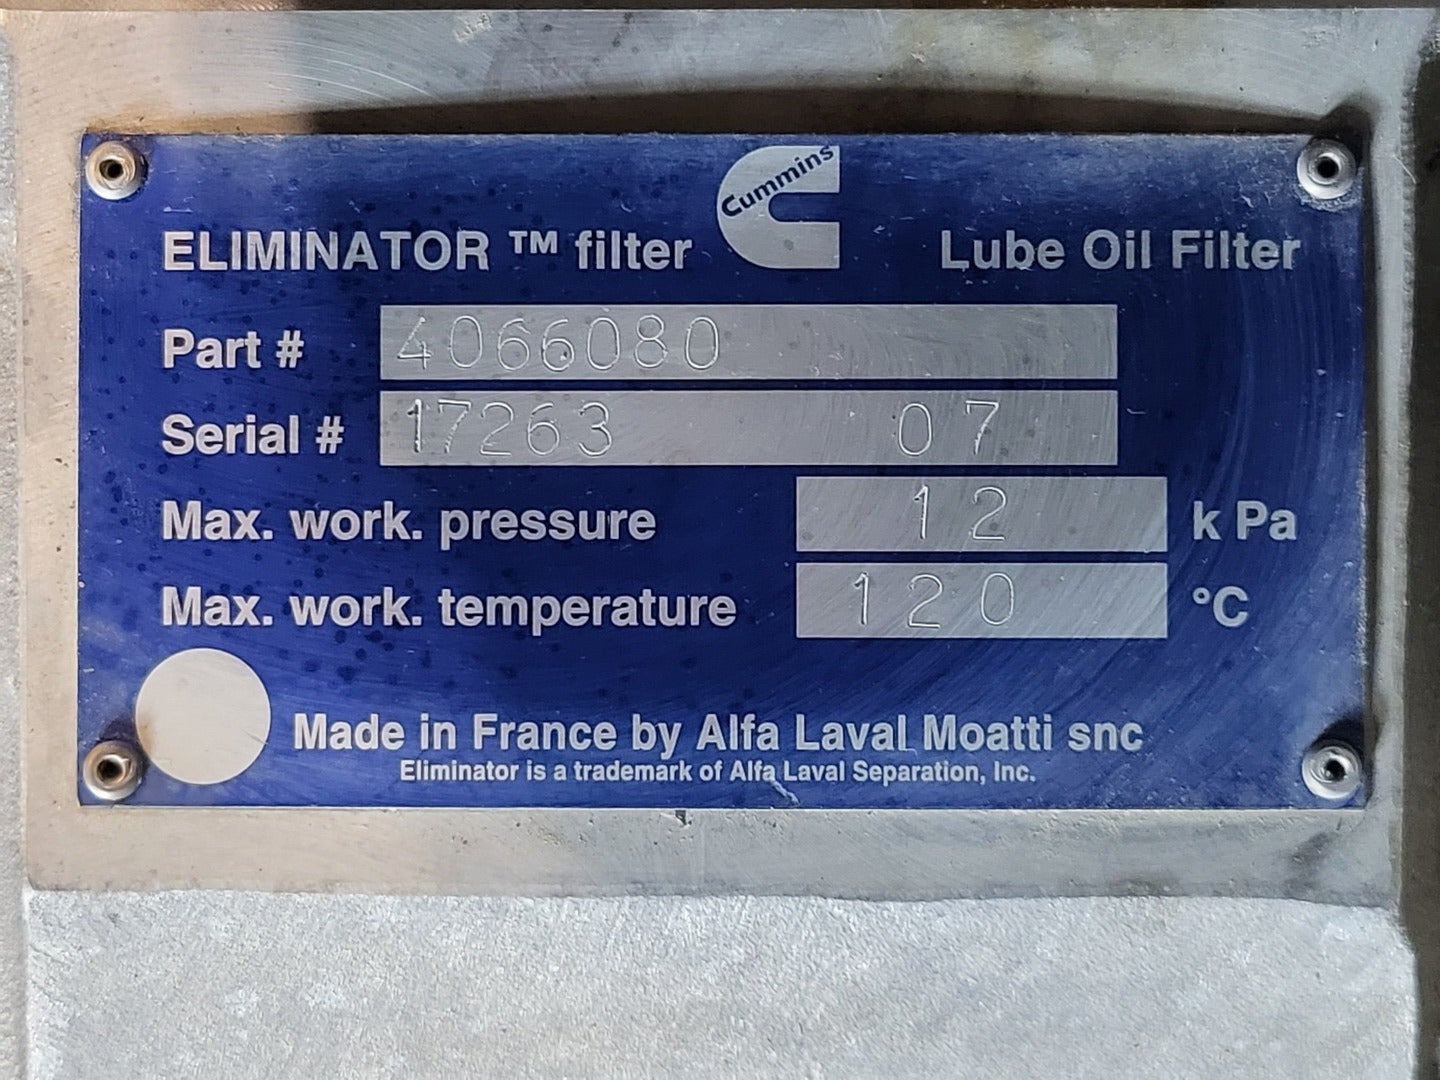 Cummins
ELIMINATOR ™ filter Lube Oil Filter
Part # 4066080
Serial # 17263 07
Max. work. pressure 12 k Pa
Max. work. temperature 120 °C
Made in France by Alfa Laval Moatti snc
Eliminator is a trademark of Alfa Laval Separation, Inc.